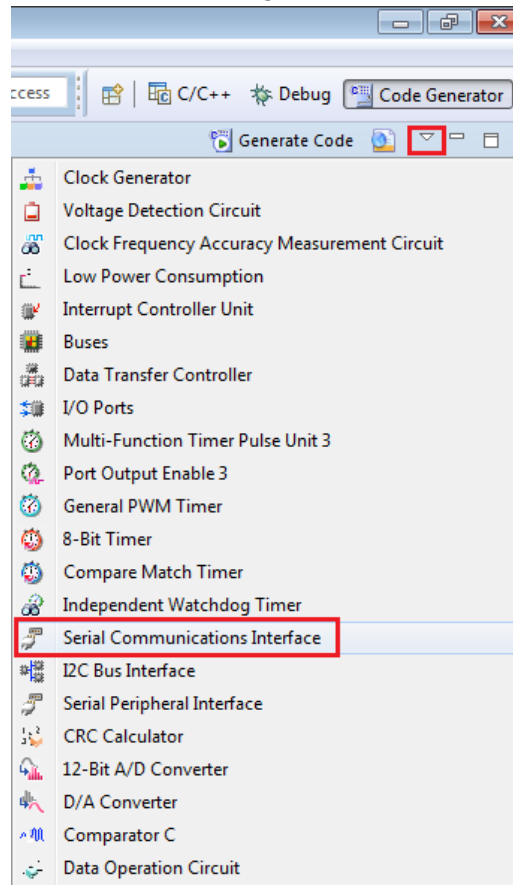 ccess C/C++ Debug Code Generator
Generate Code
Clock Generator
Voltage Detection Circuit
Clock Frequency Accuracy Measurement Circuit
Low Power Consumption
Interrupt Controller Unit
Buses
Data Transfer Controller
I/O Ports
Multi-Function Timer Pulse Unit 3
Port Output Enable 3
General PWM Timer
8-Bit Timer
Compare Match Timer
Independent Watchdog Timer
Serial Communications Interface
I2C Bus Interface
Serial Peripheral Interface
CRC Calculator
12-Bit A/D Converter
D/A Converter
Comparator C
Data Operation Circuit